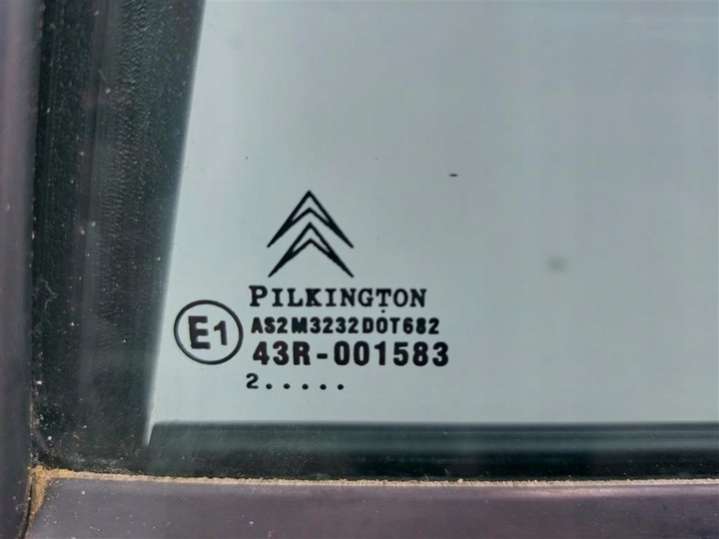 PILKINGTON
E1
AS2M3232DOT682
43R-001583
2.....